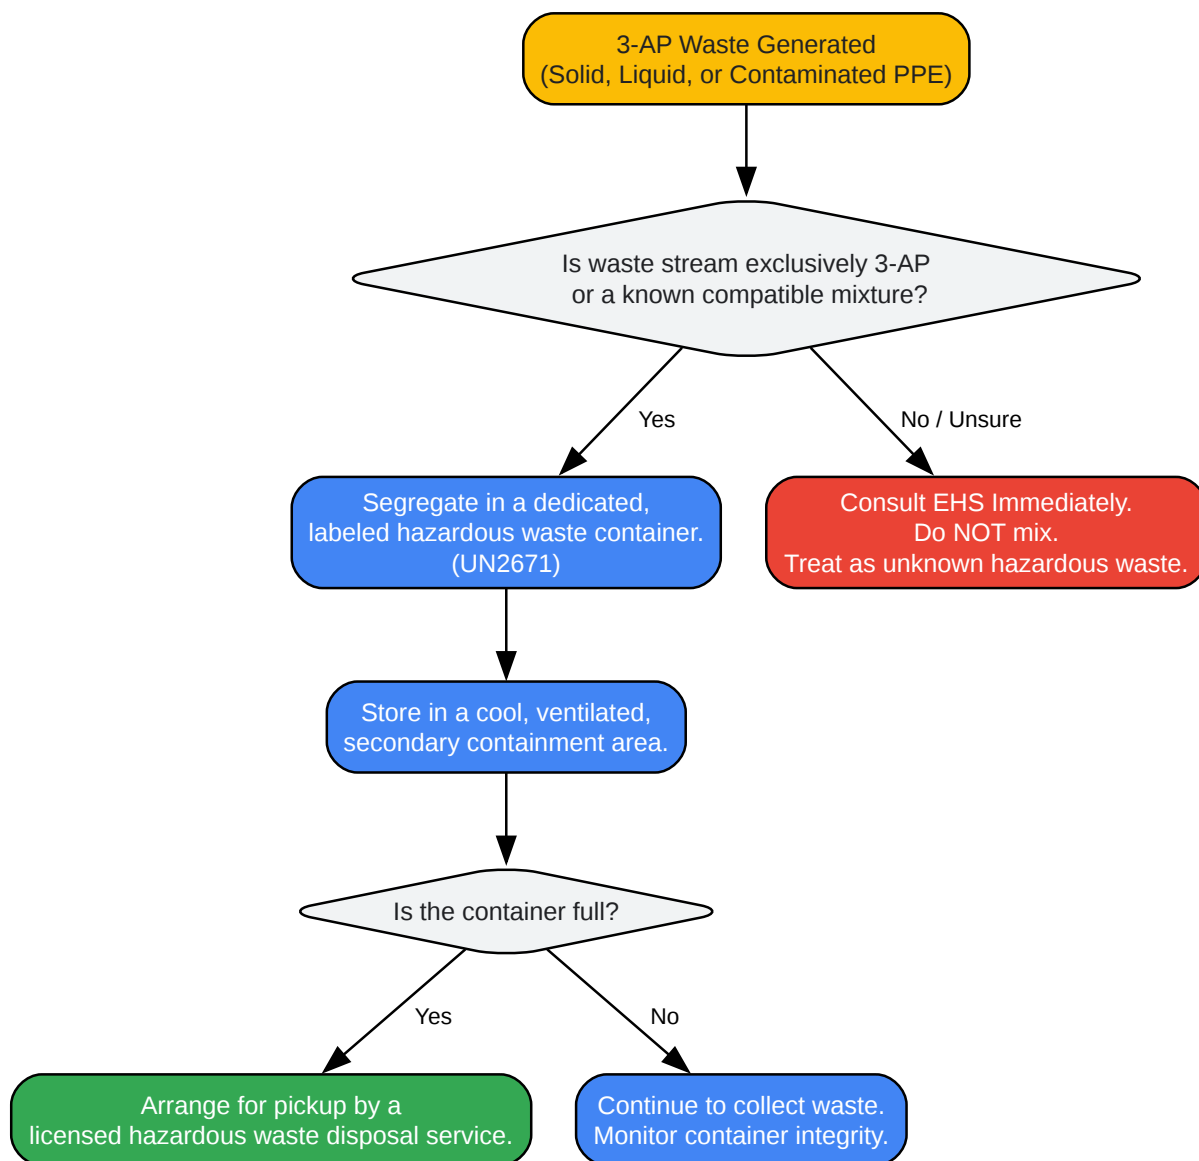 3-AP Waste Generated
(Solid, Liquid, or Contaminated PPE)
Is waste stream exclusively 3-AP
or a known compatible mixture?
Yes
No / Unsure
Segregate in a dedicated,
labeled hazardous waste container.
(UN2671)
Consult EHS Immediately.
Do NOT mix.
Treat as unknown hazardous waste.
Store in a cool, ventilated,
secondary containment area.
Is the container full?
Yes
No
Arrange for pickup by a
licensed hazardous waste disposal service.
Continue to collect waste.
Monitor container integrity.